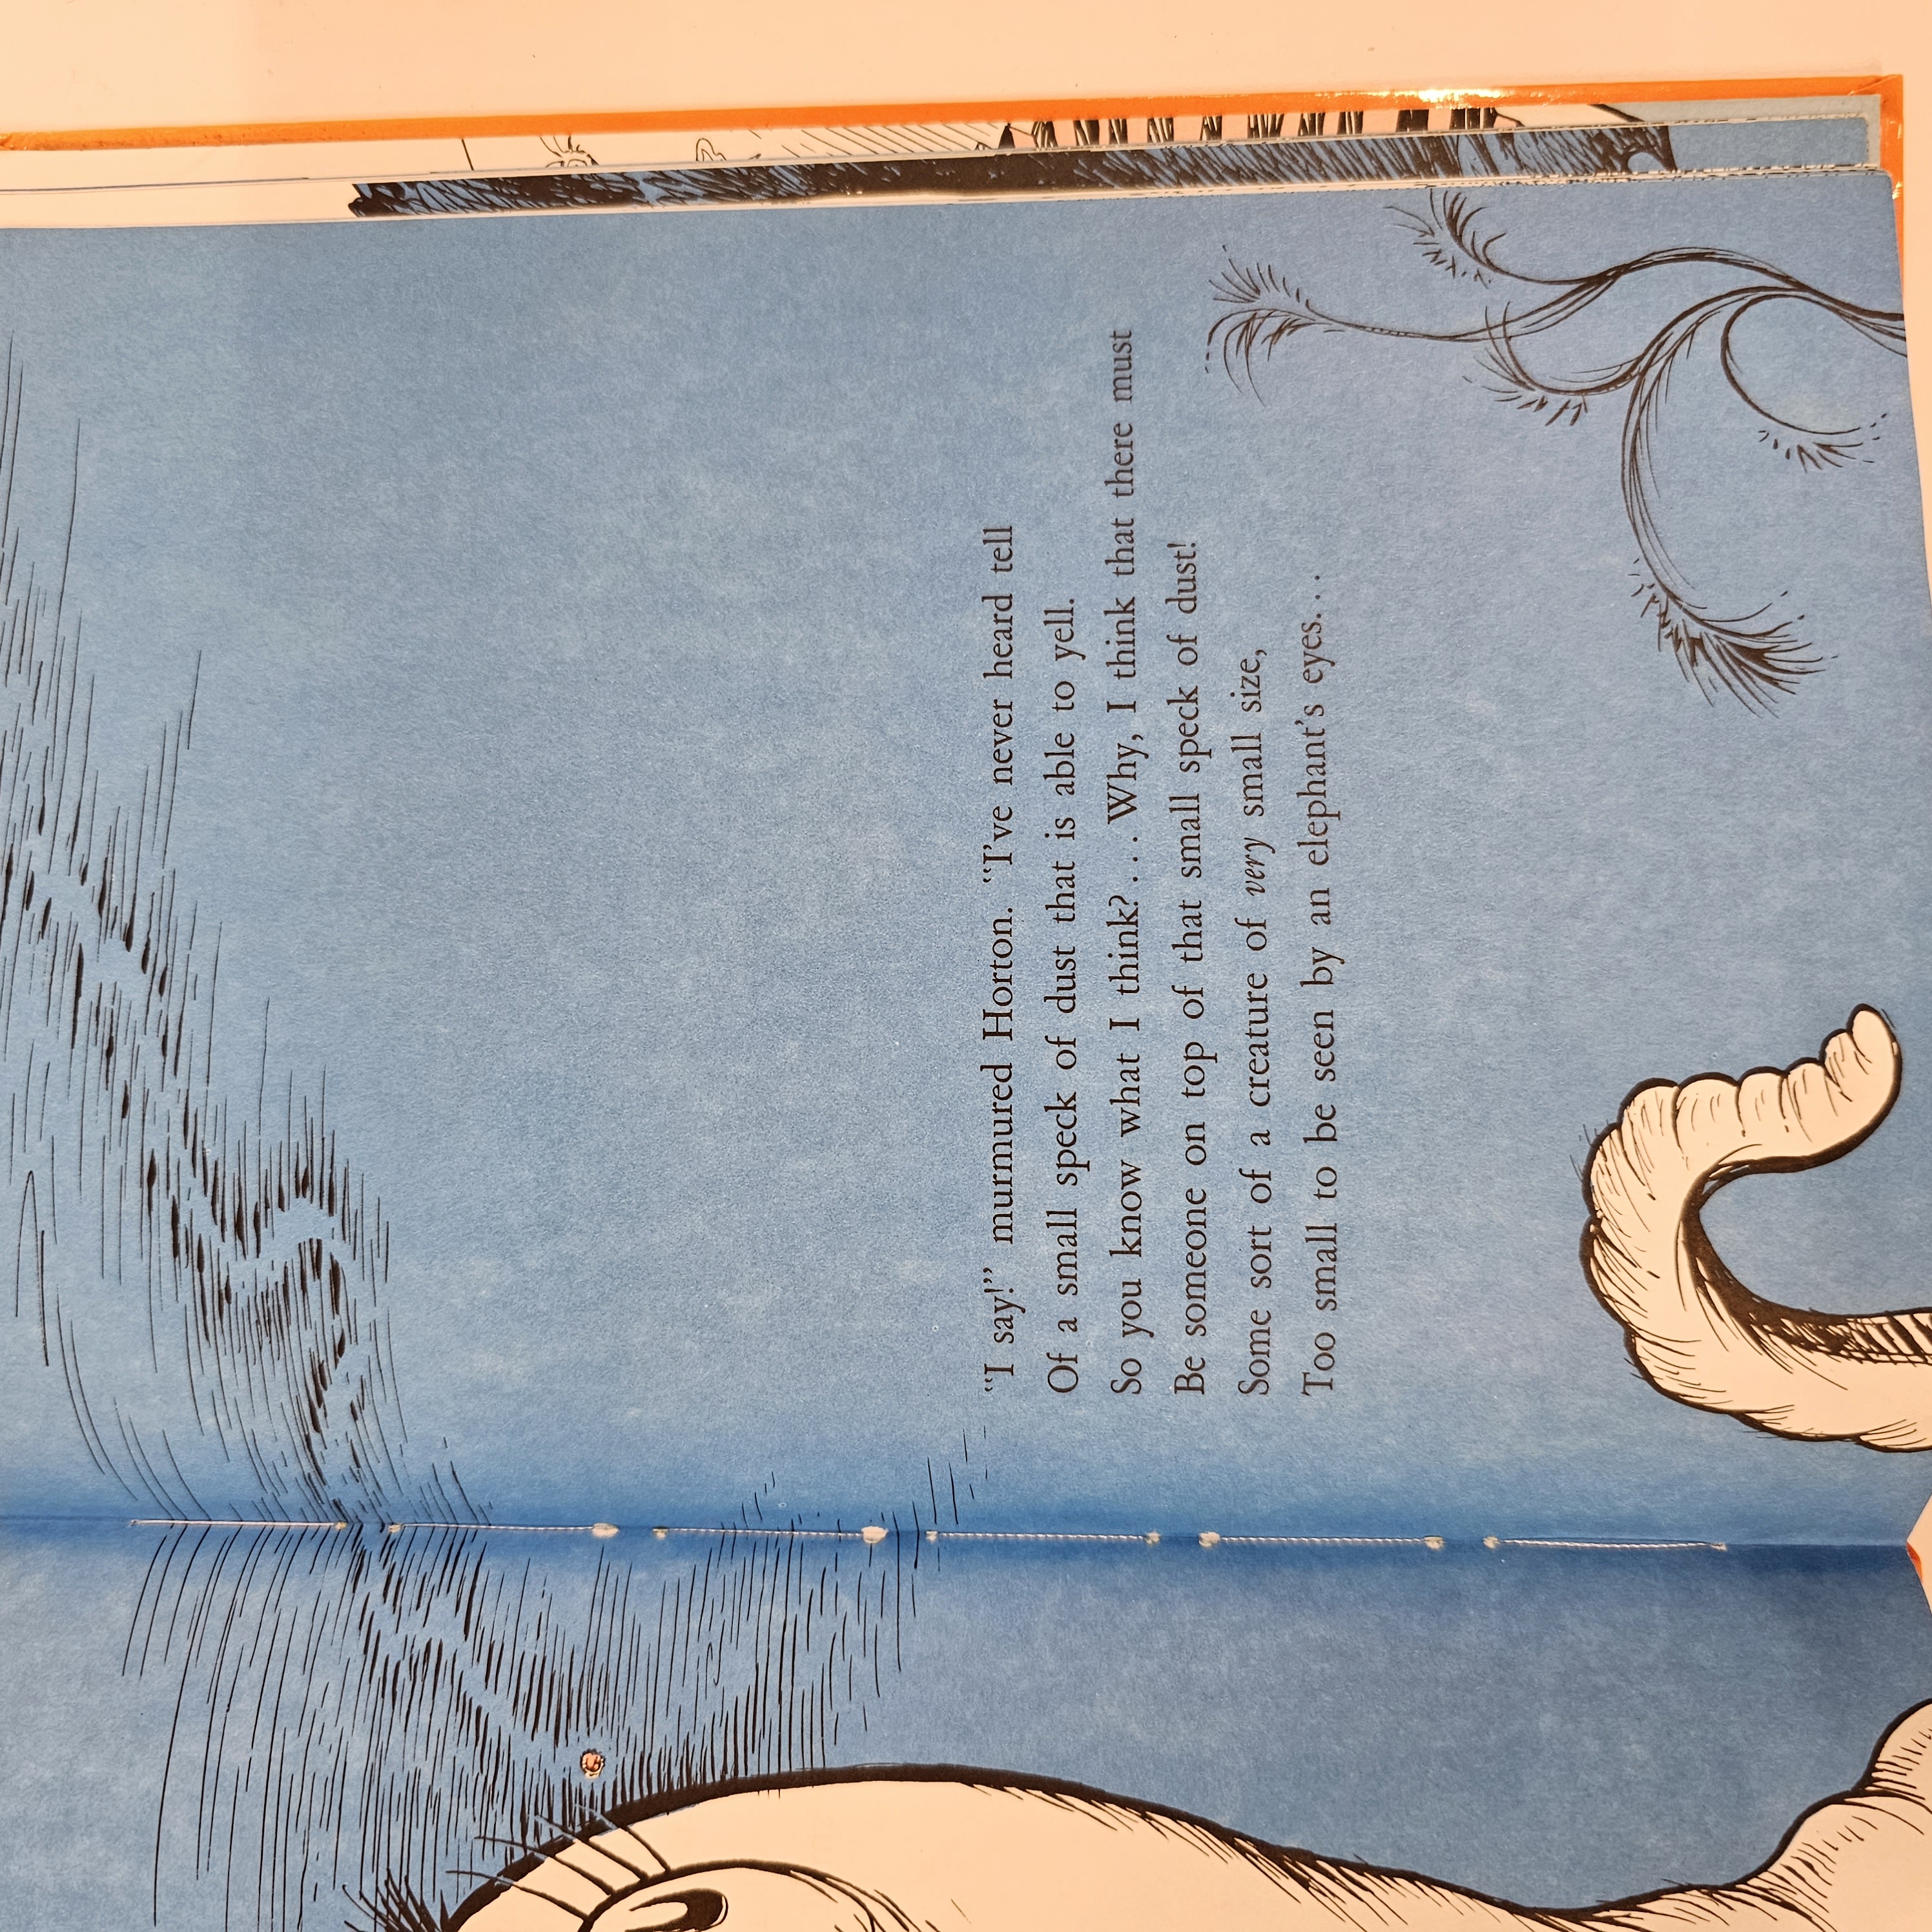 "I say!" murmured Horton. "I've never heard tell
Of a small speck of dust that is able to yell.
So you know what I think?... Why, I think that there must
Be someone on top of that small speck of dust!
Some sort of a creature of very small size,
Too small to be seen by an elephant's eyes...